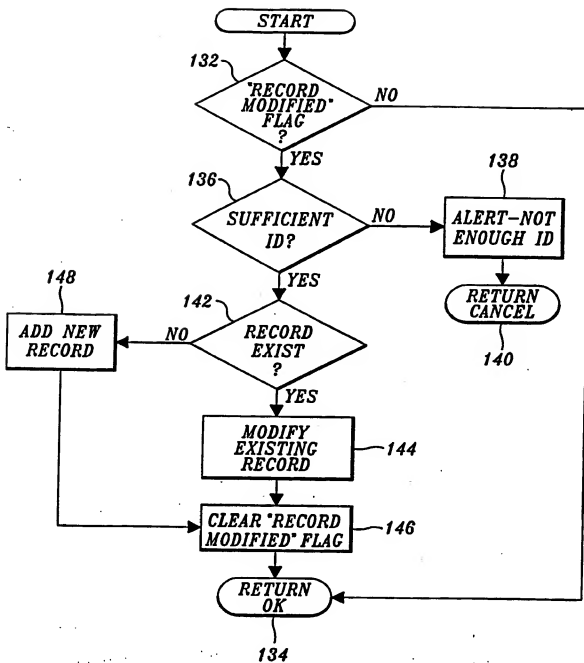 START
132
"RECORD
MODIFIED"
FLAG
?
NO
YES
136
SUFFICIENT
ID?
NO
138
ALERT-NOT
ENOUGH ID
YES
RETURN
CANCEL
140
148
ADD NEW
RECORD
NO
142
RECORD
EXIST
?
YES
MODIFY
EXISTING
RECORD
144
CLEAR "RECORD
MODIFIED" FLAG
146
RETURN
OK
134